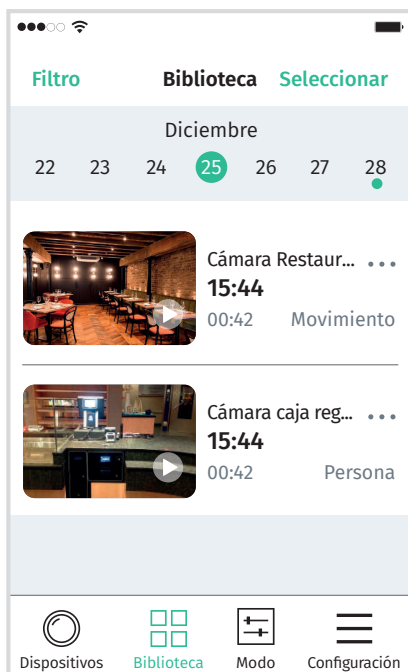 Filtro Biblioteca Seleccionar
Diciembre
22 23 24 25 26 27 28
Cámara Restaur... ...
15:44
00:42 Movimiento
Cámara caja reg... ...
15:44
00:42 Persona
Dispositivos Biblioteca Modo Configuración